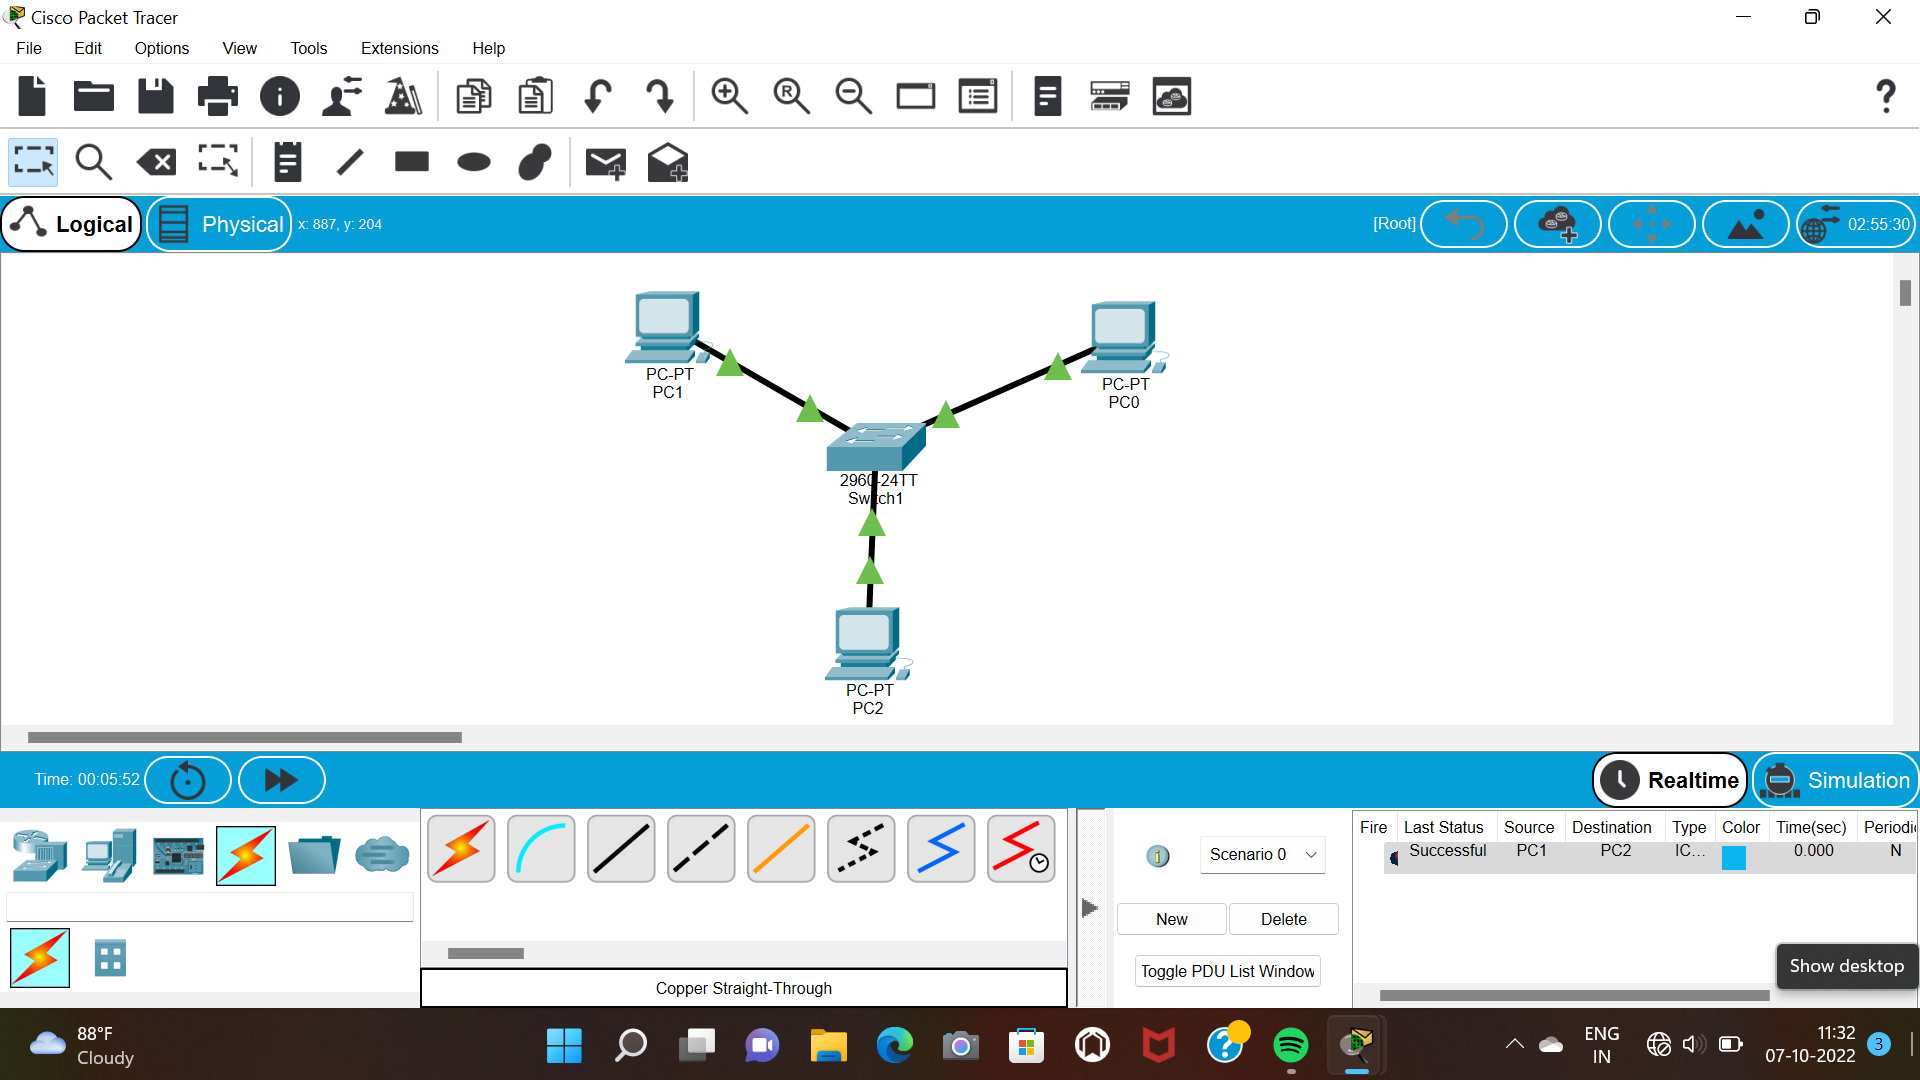 Cisco Packet Tracer
File Edit Options View Tools Extensions Help
Logical Physical x: 887, y: 204 [Root] 02:55:30
PC-PT
PC1
PC-PT
PC0
2960-24TT
Switch1
PC-PT
PC2
Time: 00:05:52 Realtime Simulation
Scenario 0
New Delete
Toggle PDU List Window
Fire Last Status Source Destination Type Color Time(sec) Periodi
Successful PC1 PC2 IC... 0.000 N
Copper Straight-Through
Show desktop
88°F
Cloudy
ENG
IN
11:32
07-10-2022
3